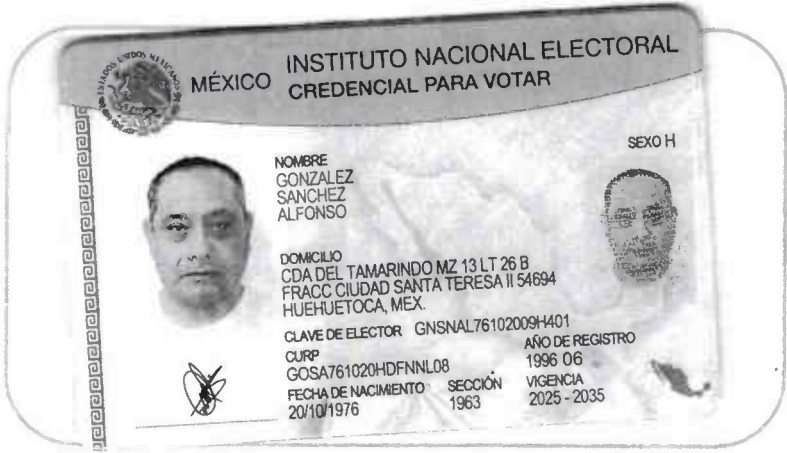 MÉXICO
INSTITUTO NACIONAL ELECTORAL
CREDENCIAL PARA VOTAR
SEXO H
NOMBRE
GONZALEZ
SANCHEZ
ALFONSO
DOMICILIO
CDA DEL TAMARINDO MZ 13 LT 26 B
FRACC CIUDAD SANTA TERESA II 54694
HUEHUETOCA, MEX.
CLAVE DE ELECTOR GNSNAL76102009H401
CURP
GOSA761020HDFNNL08
AÑO DE REGISTRO
1996 06
FECHA DE NACIMIENTO
20/10/1976
SECCIÓN
1963
VIGENCIA
2025 - 2035